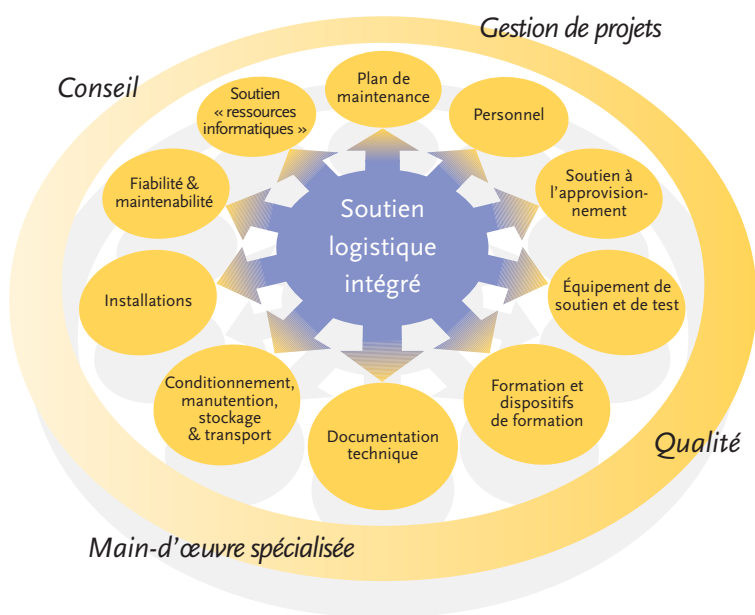 Gestion de projets
Conseil
Plan de
maintenance
Soutien
« ressources
informatiques »
Personnel
Fiabilité &
maintenabilité
Soutien à
l'approvision-
nement
Soutien
logistique
intégré
Installations
Équipement de
soutien et de test
Conditionnement,
manutention,
stockage
& transport
Formation et
dispositifs
de formation
Documentation
technique
Qualité
Main-d'œuvre spécialisée